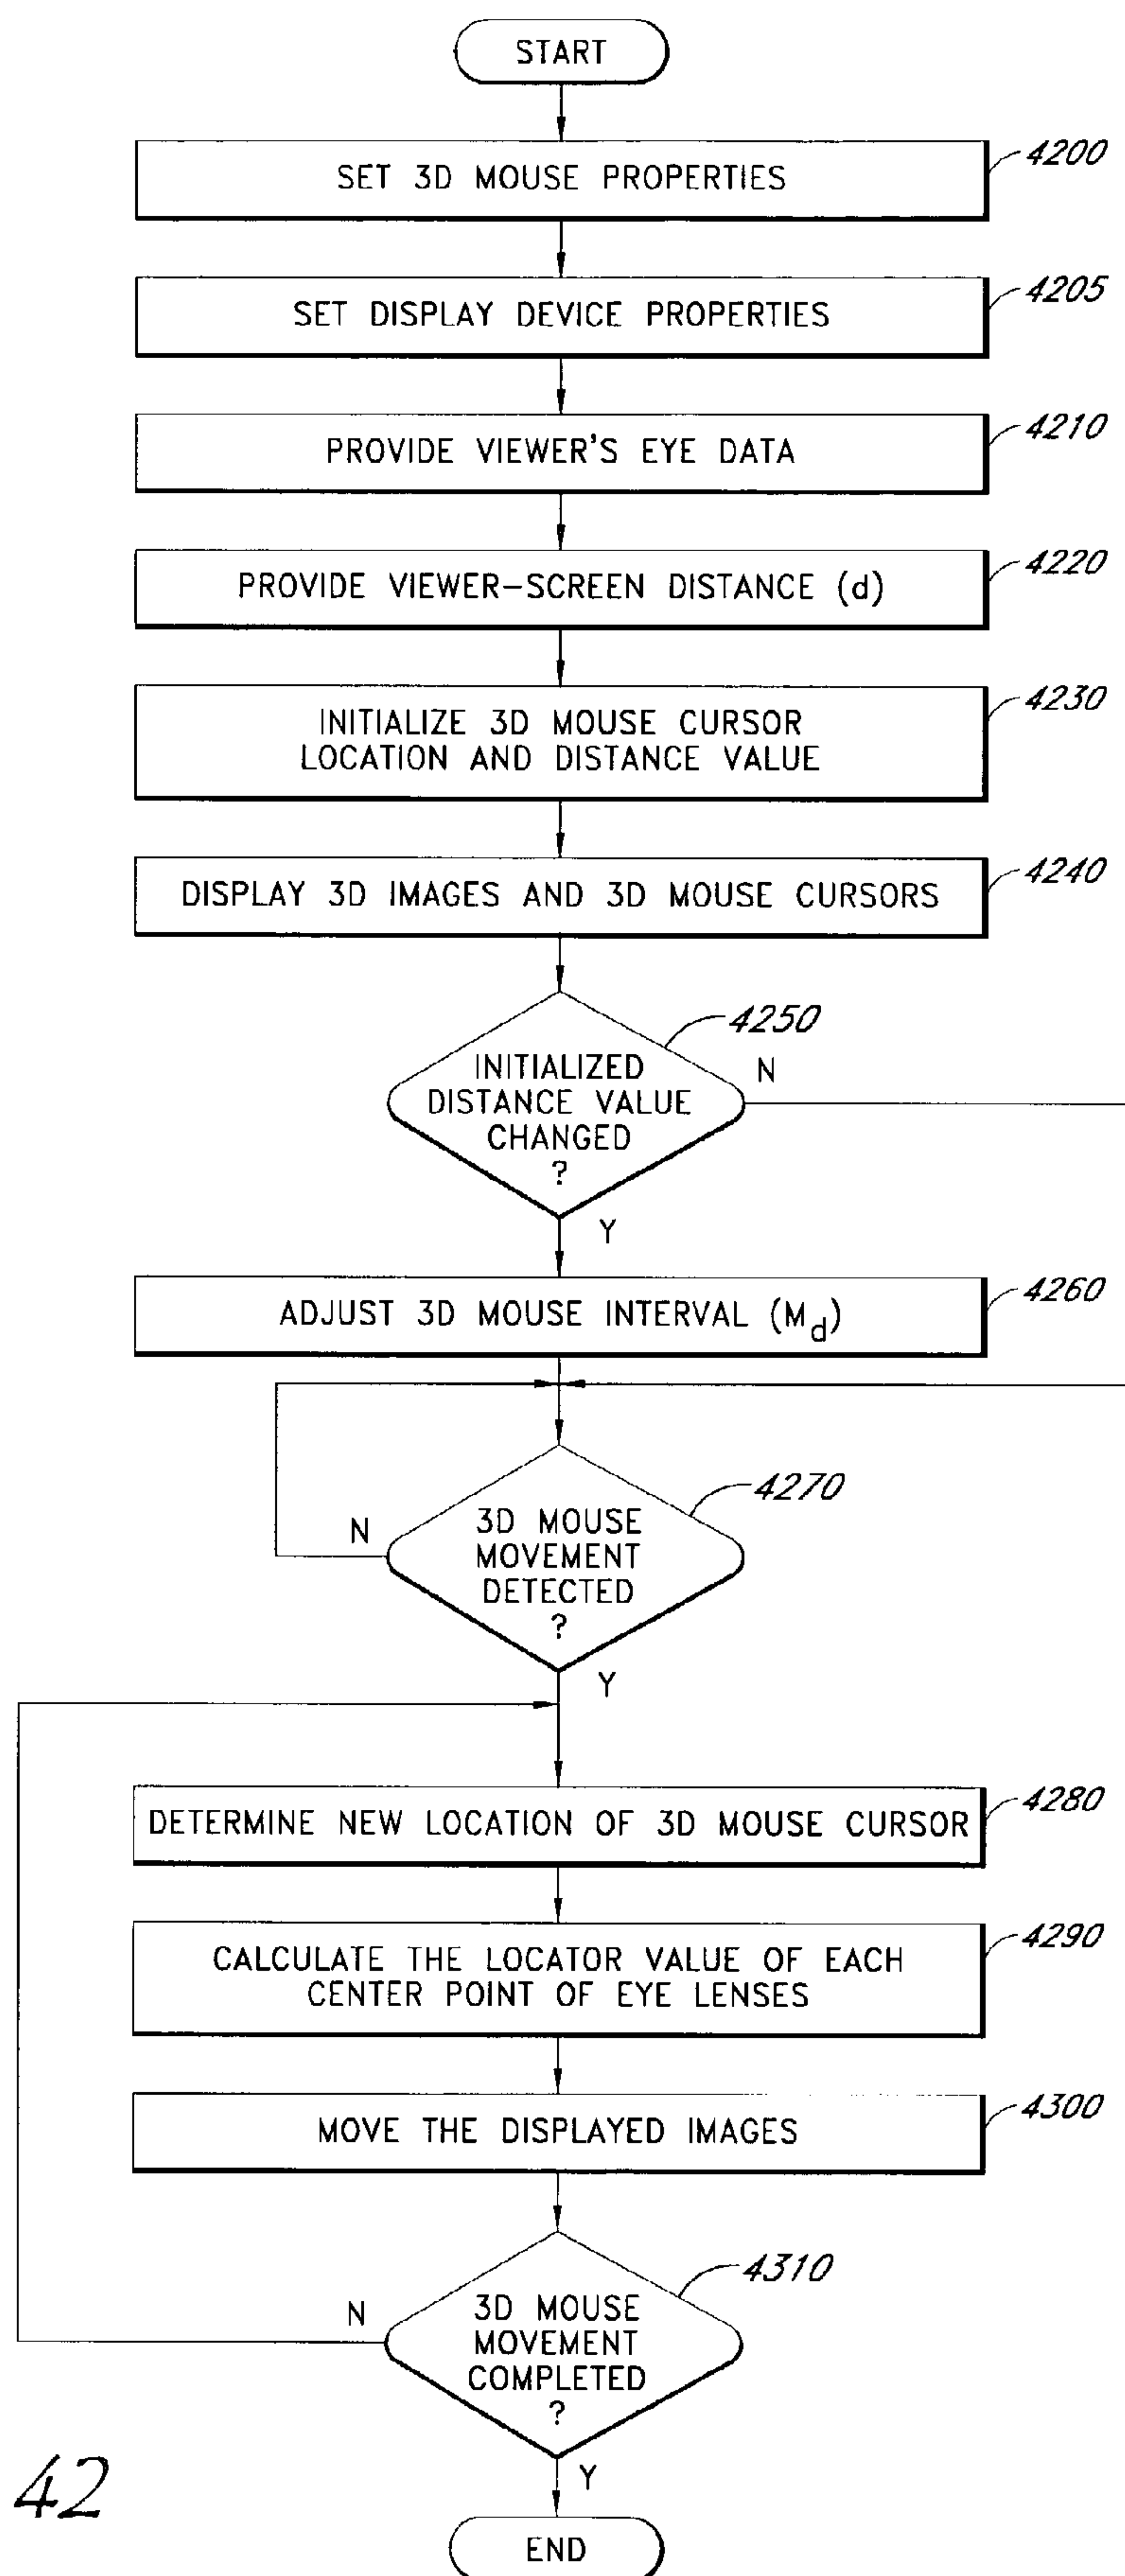 START
4200
SET 3D MOUSE PROPERTIES
4205
SET DISPLAY DEVICE PROPERTIES
4210
PROVIDE VIEWER'S EYE DATA
4220
PROVIDE VIEWER-SCREEN DISTANCE (d)
4230
INITIALIZE 3D MOUSE CURSOR
LOCATION AND DISTANCE VALUE
4240
DISPLAY 3D IMAGES AND 3D MOUSE CURSORS
4250
N
INITIALIZED
DISTANCE VALUE
CHANGED
?
Y
4260
ADJUST 3D MOUSE INTERVAL (Md)
4270
N
3D MOUSE
MOVEMENT
DETECTED
?
Y
4280
DETERMINE NEW LOCATION OF 3D MOUSE CURSOR
4290
CALCULATE THE LOCATOR VALUE OF EACH
CENTER POINT OF EYE LENSES
4300
MOVE THE DISPLAYED IMAGES
4310
N
3D MOUSE
MOVEMENT
COMPLETED
?
Y
42
END